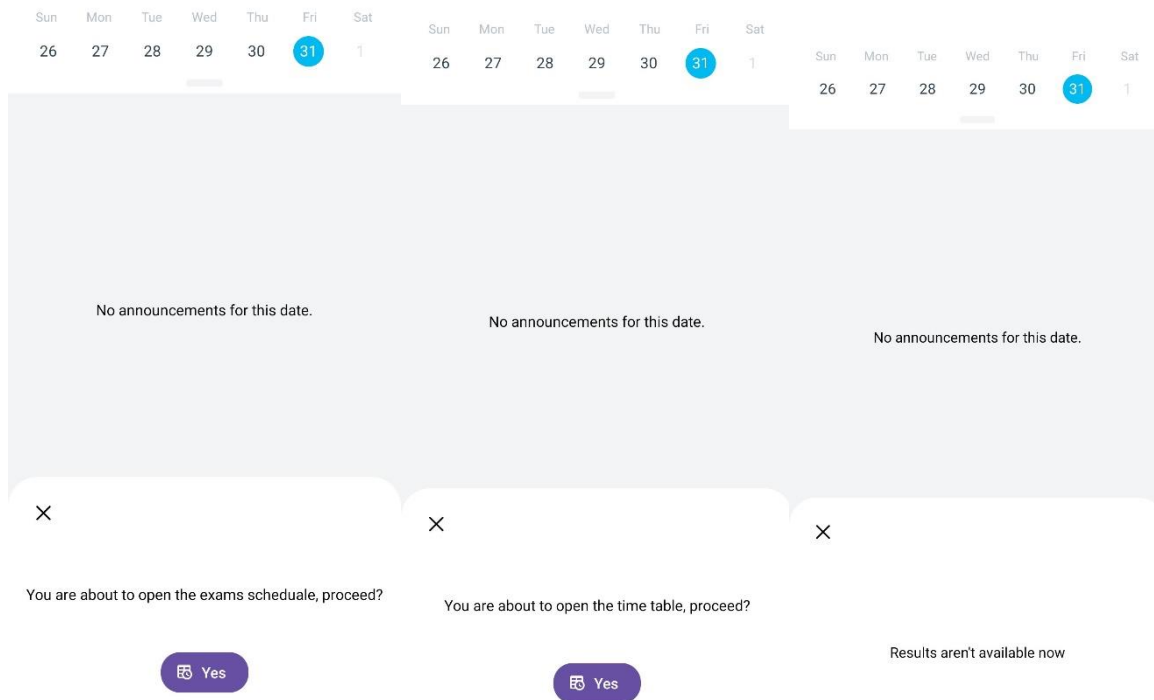 Sun Mon Tue Wed Thu Fri Sat
26 27 28 29 30 31 1
No announcements for this date.
You are about to open the exams scheduale, proceed?
Yes
Sun Mon Tue Wed Thu Fri Sat
26 27 28 29 30 31 1
No announcements for this date.
You are about to open the time table, proceed?
Yes
Sun Mon Tue Wed Thu Fri Sat
26 27 28 29 30 31 1
No announcements for this date.
Results aren't available now